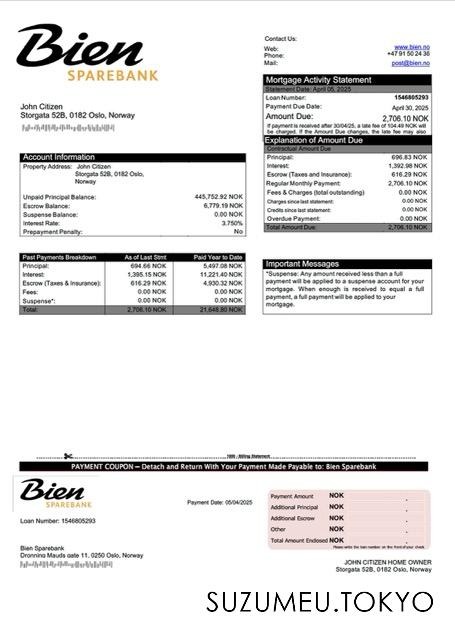 Bien
SPAREBANK
Contact Us:
Web: www.bien.no
Phone: +47 91 50 24 36
Mail: post@bien.no
John Citizen
Storgata 52B, 0182 Oslo, Norway
Mortgage Activity Statement
Statement Date: April 05, 2025
Loan Number: 1546805293
Payment Due Date: April 30, 2025
Amount Due: 2,706.10 NOK
If payment is received after 30/04/25, a late fee of 104.49 NOK will
be charged. If the Amount Due changes, the late fee may also
Explanation of Amount Due
Contractual Amount Due
Principal: 696.83 NOK
Interest: 1,392.98 NOK
Escrow (Taxes and Insurance): 616.29 NOK
Regular Monthly Payment: 2,706.10 NOK
Fees & Charges (total outstanding) 0.00 NOK
Charges since last statement: 0.00 NOK
Credits since last statement: 0.00 NOK
Overdue Payment: 0.00 NOK
Total Amount Due: 2,706.10 NOK
Account Information
Property Address: John Citizen
Storgata 52B, 0182 Oslo,
Norway
Unpaid Principal Balance: 445,752.92 NOK
Escrow Balance: 6,779.19 NOK
Suspense Balance: 0.00 NOK
Interest Rate: 3.750%
Prepayment Penalty: No
Past Payments Breakdown As of Last Stmt Paid Year to Date
Principal: 694.66 NOK 5,497.08 NOK
Interest: 1,395.15 NOK 11,221.40 NOK
Escrow (Taxes & Insurance): 616.29 NOK 4,930.32 NOK
Fees: 0.00 NOK 0.00 NOK
Suspense*: 0.00 NOK 0.00 NOK
Total: 2,706.10 NOK 21,648.80 NOK
Important Messages
*Suspense: Any amount received less than a full
payment will be applied to a suspense account for your
mortgage. When enough is received to equal a full
payment, a full payment will be applied to your
mortgage.
Billing Statement
PAYMENT COUPON — Detach and Return With Your Payment Made Payable to: Bien Sparebank
Bien
SPAREBANK
Loan Number: 1546805293
Payment Date: 05/04/2025
Payment Amount NOK
Additional Principal NOK
Additional Escrow NOK
Other NOK
Total Amount Endosed NOK
Please write the loan number on the front of your check
Bien Sparebank
Dronning Mauds gate 11, 0250 Oslo, Norway
JOHN CITIZEN HOME OWNER
Storgata 52B, 0182 Oslo, Norway
SUZUMEU.TOKYO